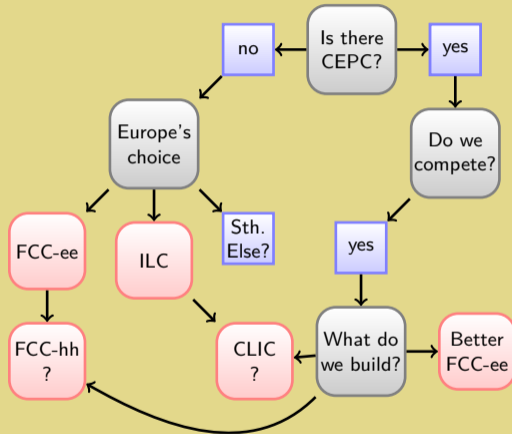 Is there
CEPC?
no
yes
Europe's
choice
Do we
compete?
FCC-ee
ILC
Sth.
Else?
yes
FCC-hh
?
CLIC
?
What do
we build?
Better
FCC-ee